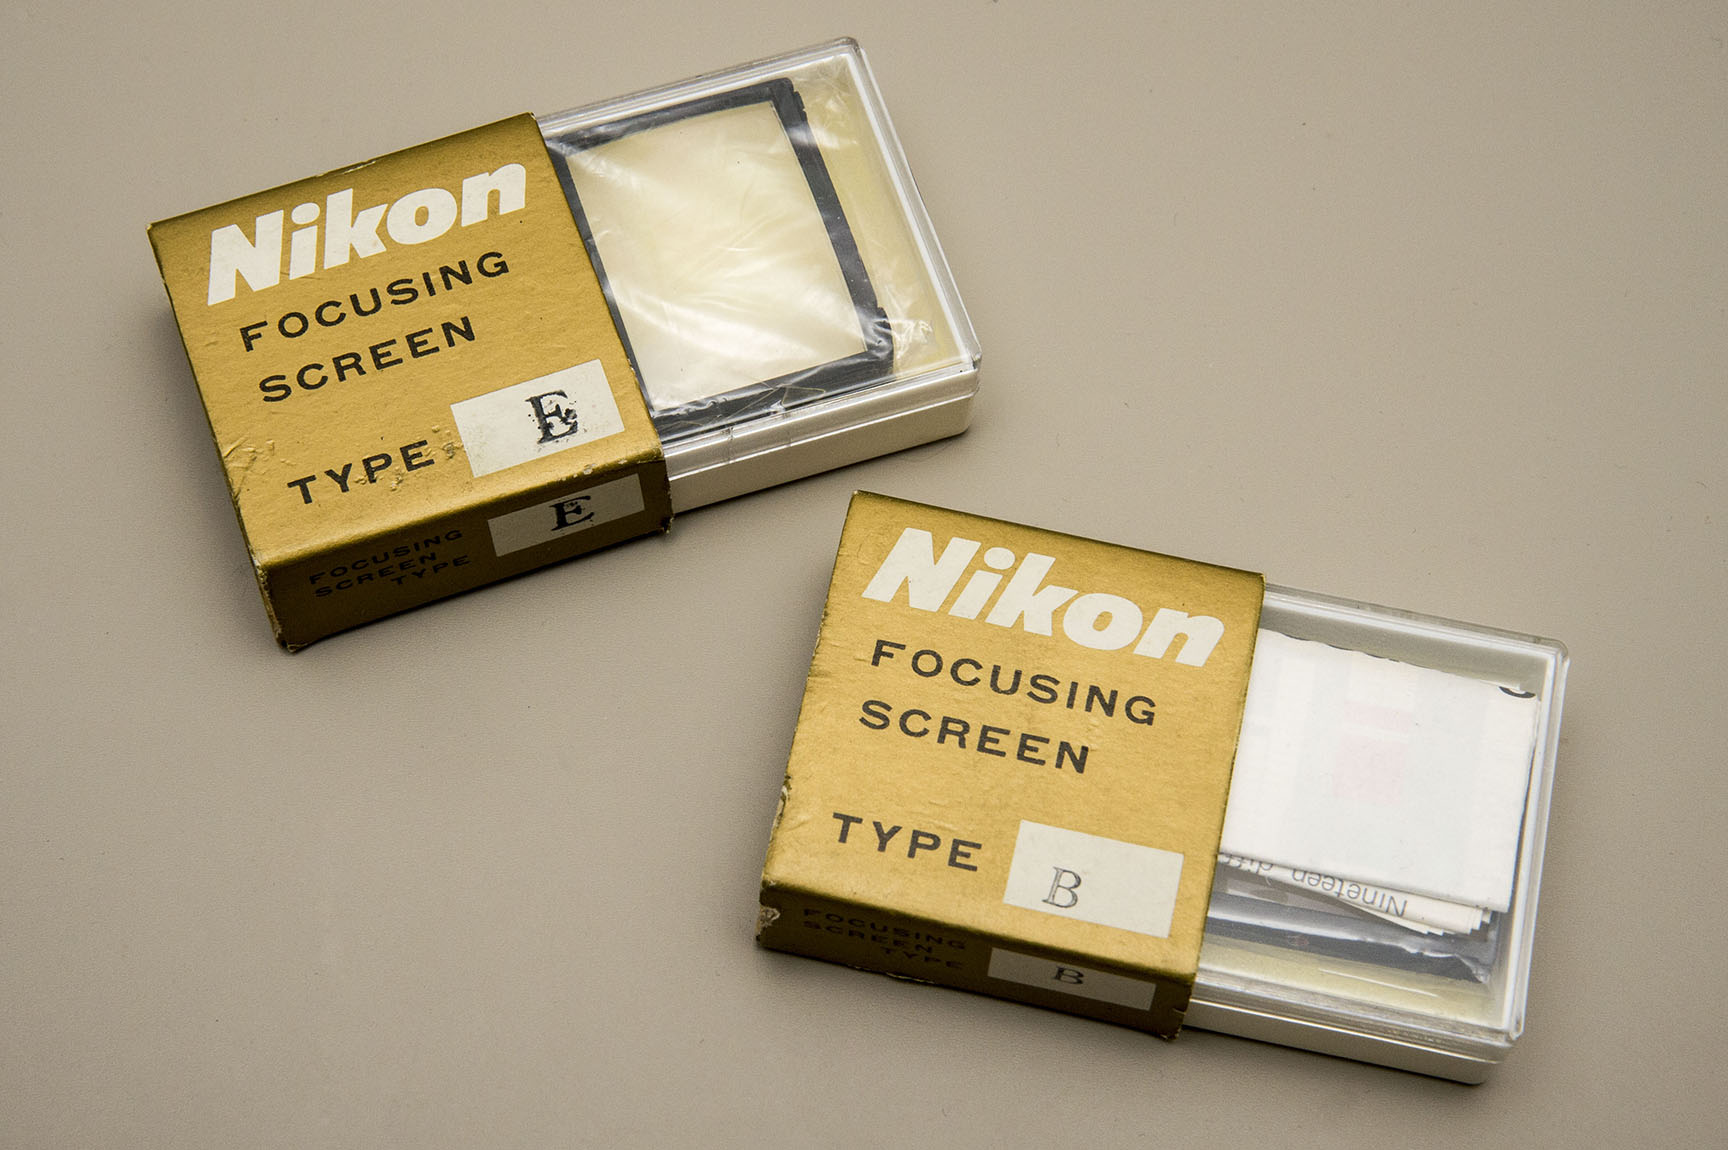 Nikon
FOCUSING
SCREEN
TYPE E
FOCUSING
SCREEN
TYPE
E
Nikon
FOCUSING
SCREEN
TYPE B
Nineteen
FOCUSING
SCREEN
TYPE
B